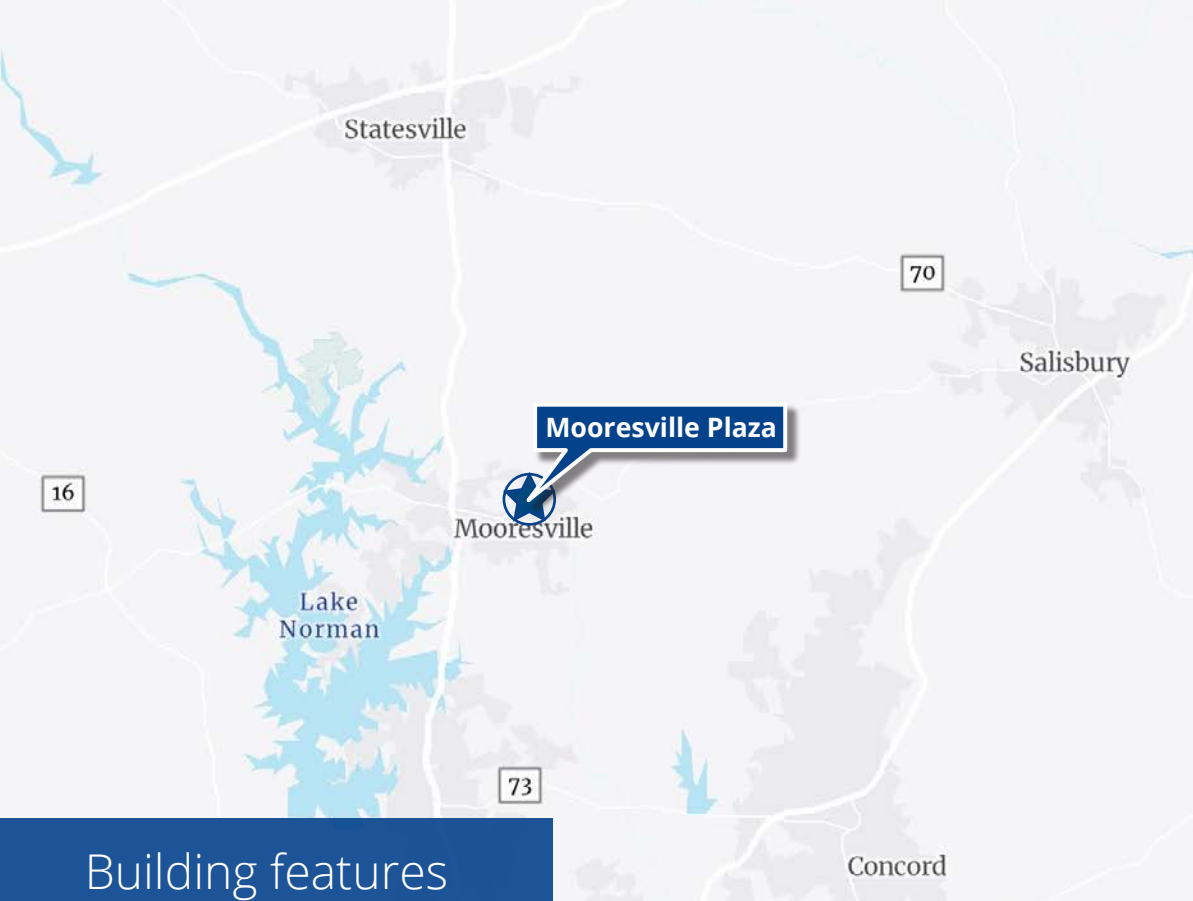 Statesville
70
Salisbury
Mooresville Plaza
16
Mooresville
Lake
Norman
73
Concord
Building features